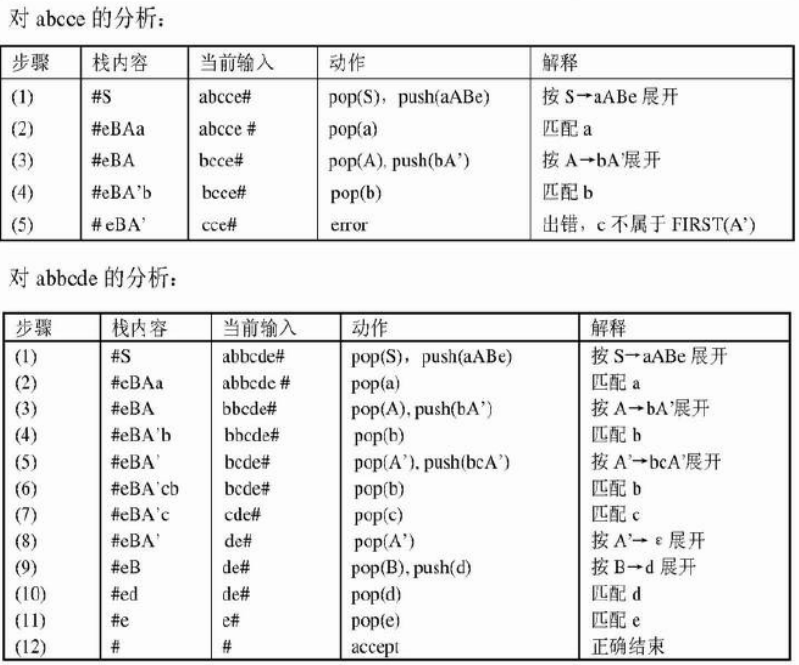 对 abcce 的分析：
步骤 栈内容 当前输入 动作 解释
(1) #S abcce# pop(S)，push(aABe) 按 S→aABe 展开
(2) #eBAa abcce # pop(a) 匹配 a
(3) #eBA bcce# pop(A), push(bA') 按 A→bA'展开
(4) #eBA'b bcce# pop(b) 匹配 b
(5) # eBA' cce# error 出错，c 不属于 FIRST(A')
对 abbcde 的分析：
步骤 栈内容 当前输入 动作 解释
(1) #S abbcde# pop(S)，push(aABe) 按 S→aABe 展开
(2) #eBAa abbcde # pop(a) 匹配 a
(3) #eBA bbcde# pop(A), push(bA') 按 A→bA'展开
(4) #eBA'b bbcde# pop(b) 匹配 b
(5) #eBA' bcde# pop(A'), push(bcA') 按 A'→bcA'展开
(6) #eBA'cb bcde# pop(b) 匹配 b
(7) #eBA'c cde# pop(c) 匹配 c
(8) #eBA' de# pop(A') 按 A'→ ε 展开
(9) #eB de# pop(B), push(d) 按 B→d 展开
(10) #ed de# pop(d) 匹配 d
(11) #e e# pop(e) 匹配 e
(12) # # accept 正确结束